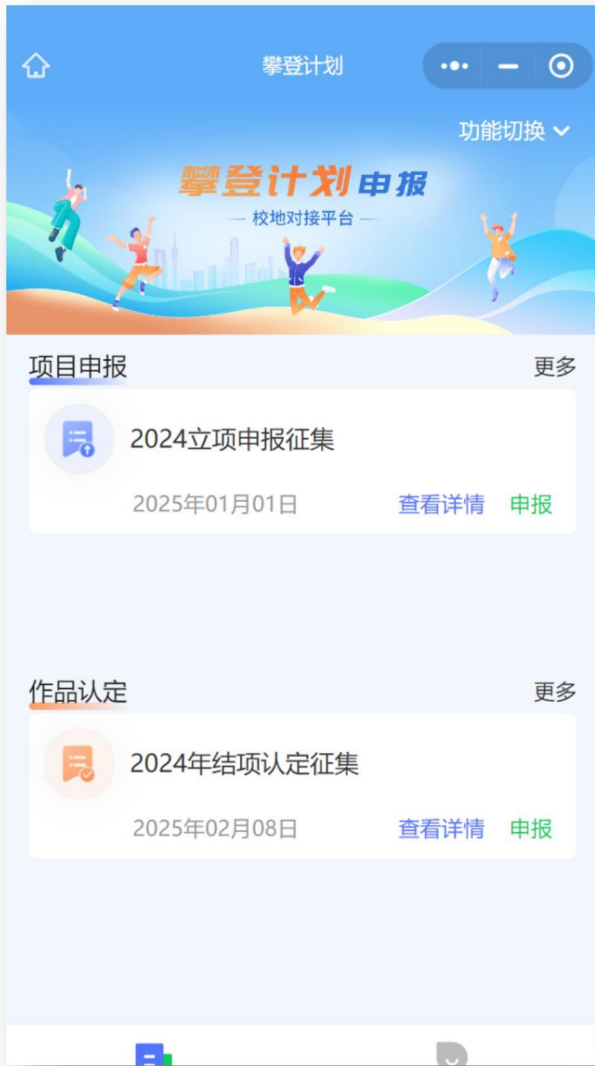 攀登计划
功能切换
攀登计划申报
校地对接平台
项目申报 更多
2024立项申报征集
2025年01月01日 查看详情 申报
作品认定 更多
2024年结项认定征集
2025年02月08日 查看详情 申报